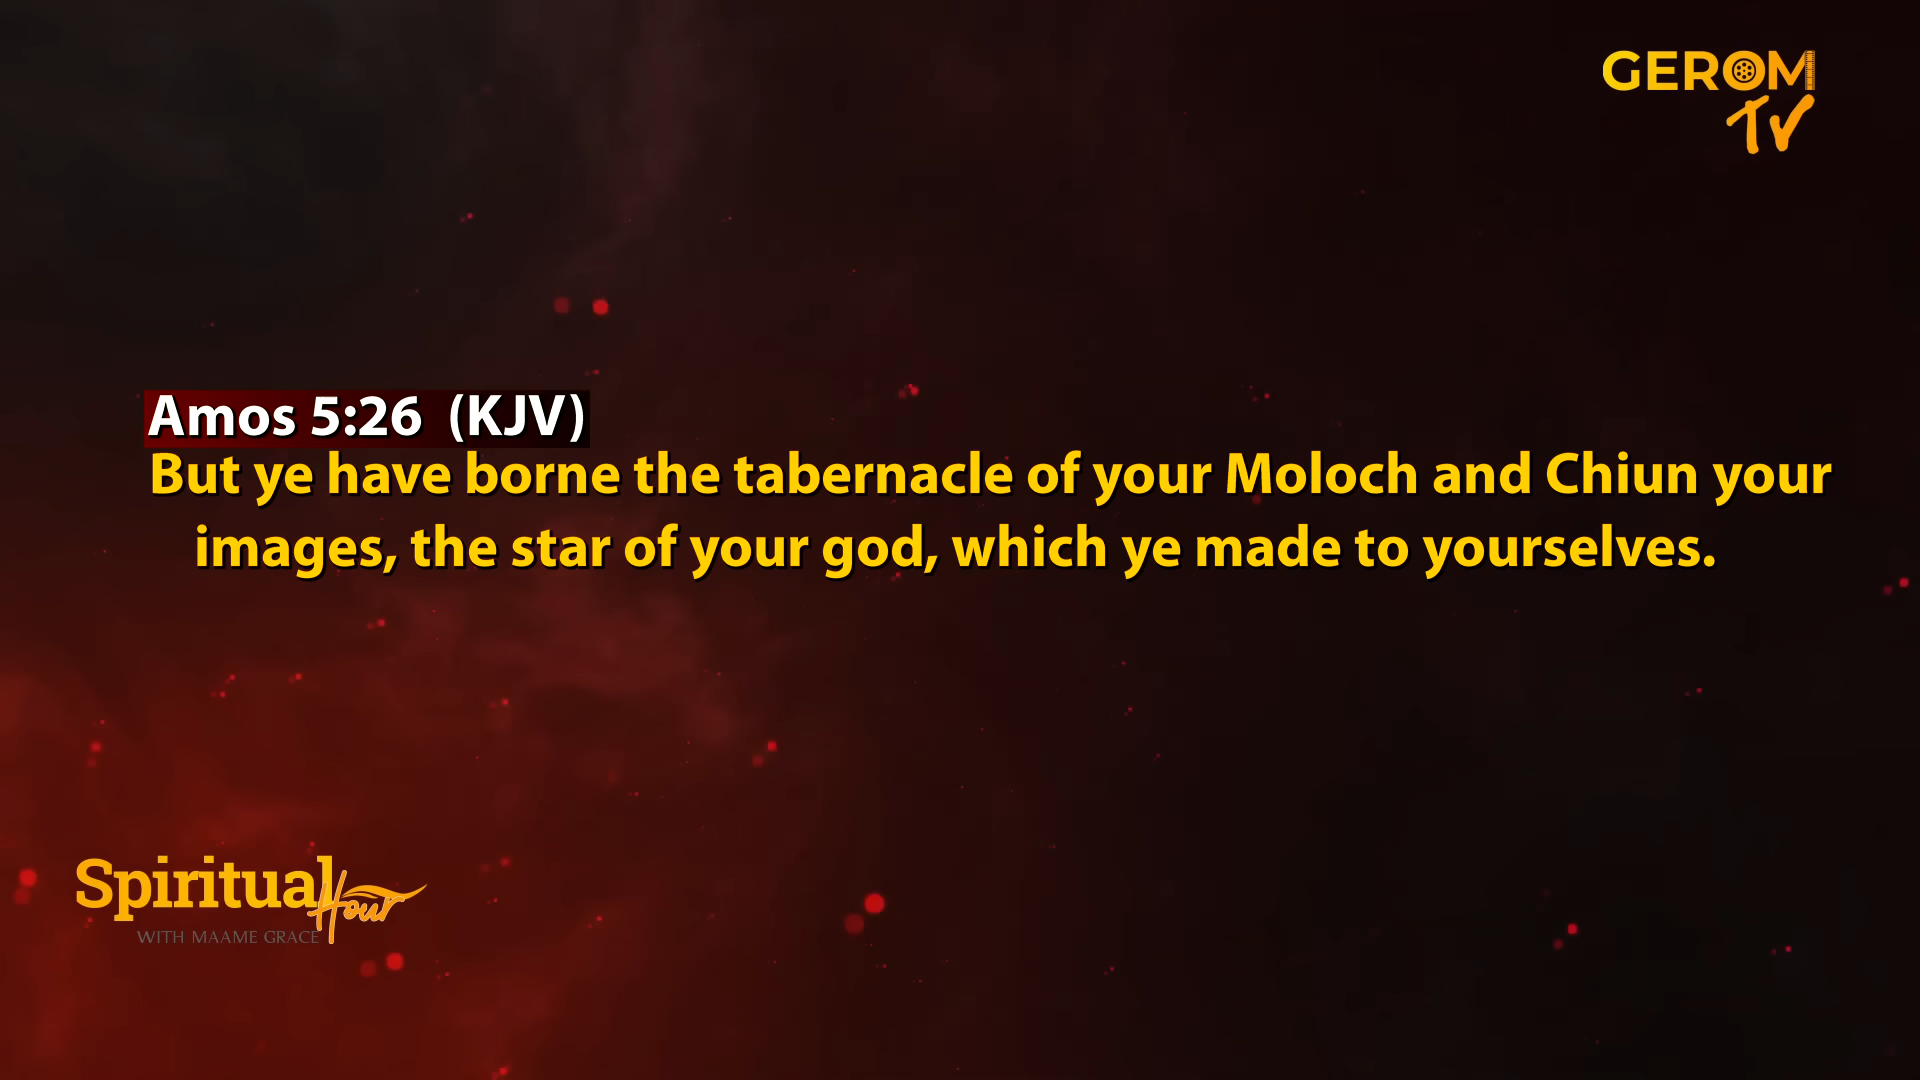 GEROM
TV
Amos 5:26 (KJV)
But ye have borne the tabernacle of your Moloch and Chiun your
images, the star of your god, which ye made to yourselves.
Spiritual
Hour
WITH MAAME GRACE